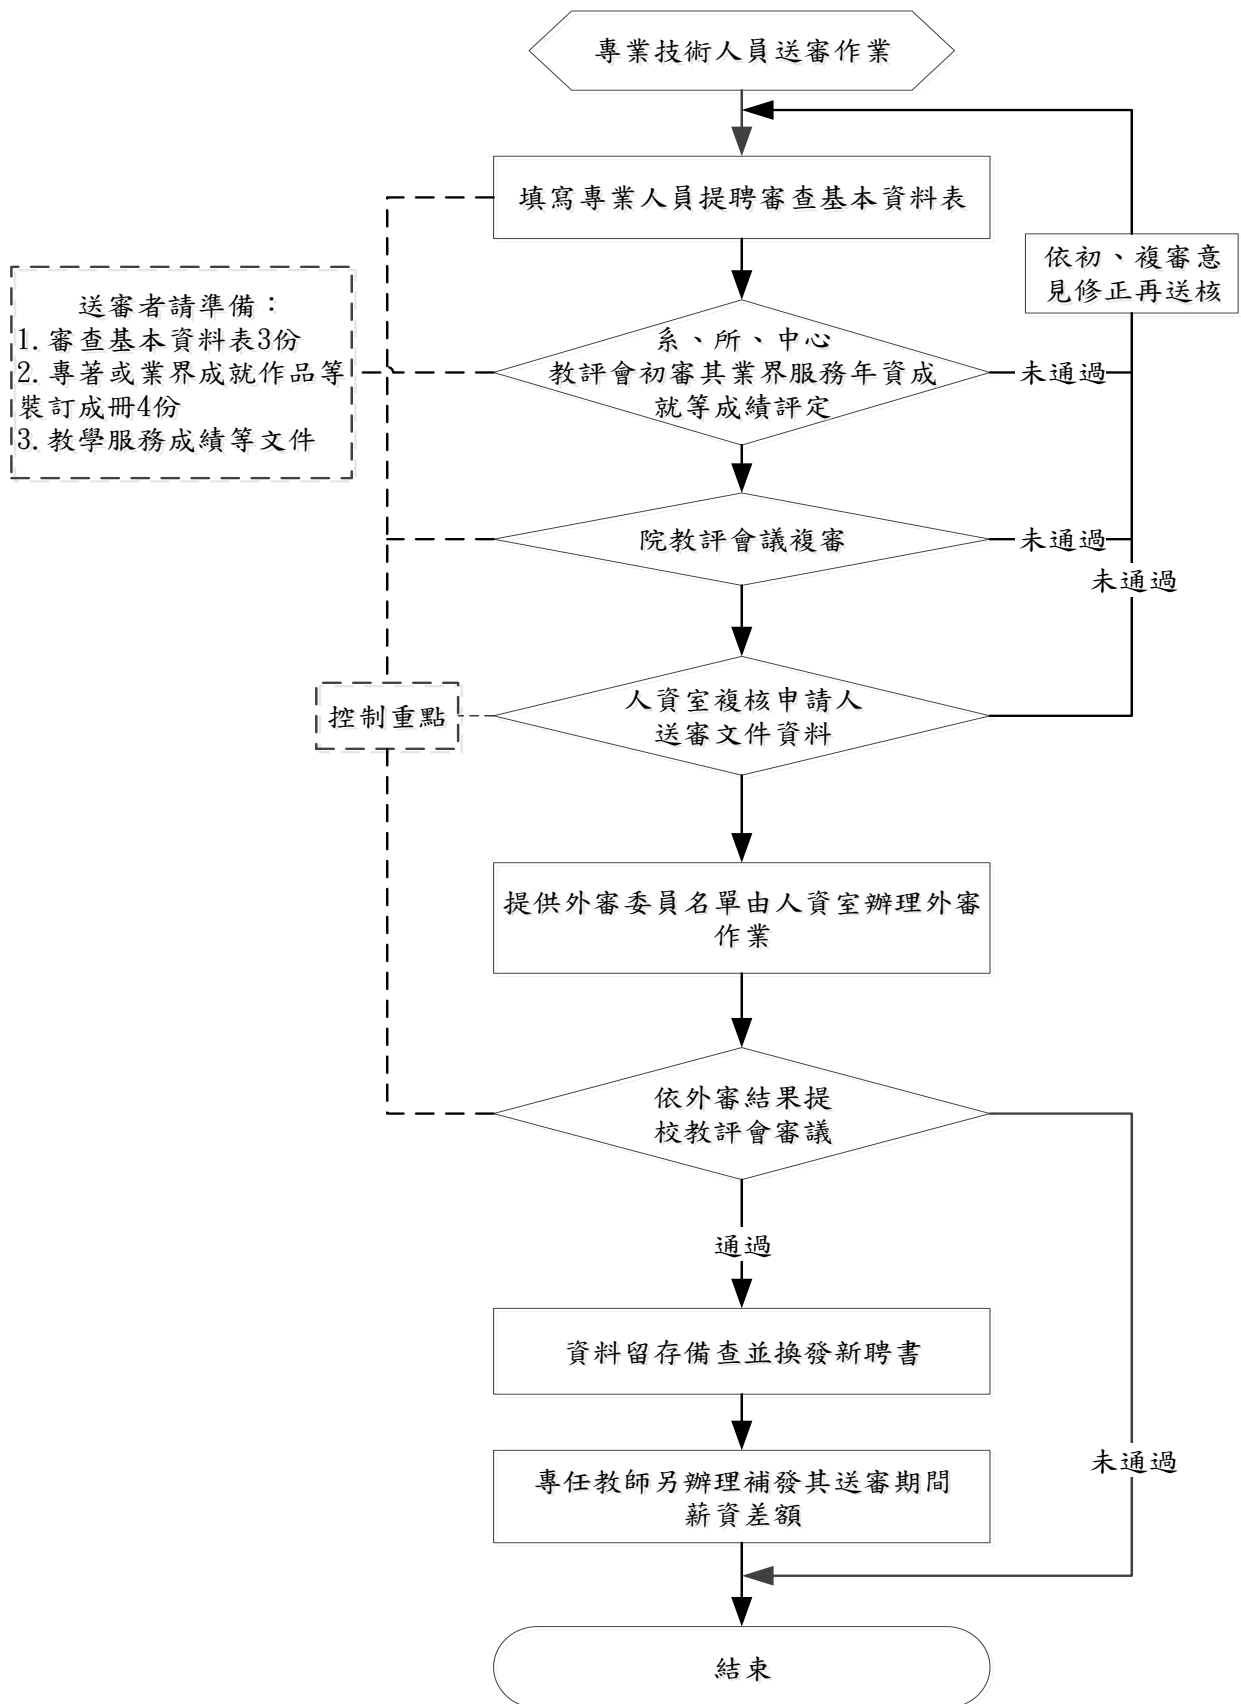 專業技術人員送審作業
填寫專業人員提聘審查基本資料表
依初、複審意
見修正再送核
送審者請準備：
1.審查基本資料表3份
2.專著或業界成就作品等
裝訂成冊4份
3.教學服務成績等文件
系、所、中心
教評會初審其業界服務年資成
就等成績評定
未通過
院教評會議複審
未通過
未通過
控制重點
人資室複核申請人
送審文件資料
提供外審委員名單由人資室辦理外審
作業
依外審結果提
校教評會審議
通過
資料留存備查並換發新聘書
未通過
專任教師另辦理補發其送審期間
薪資差額
結束